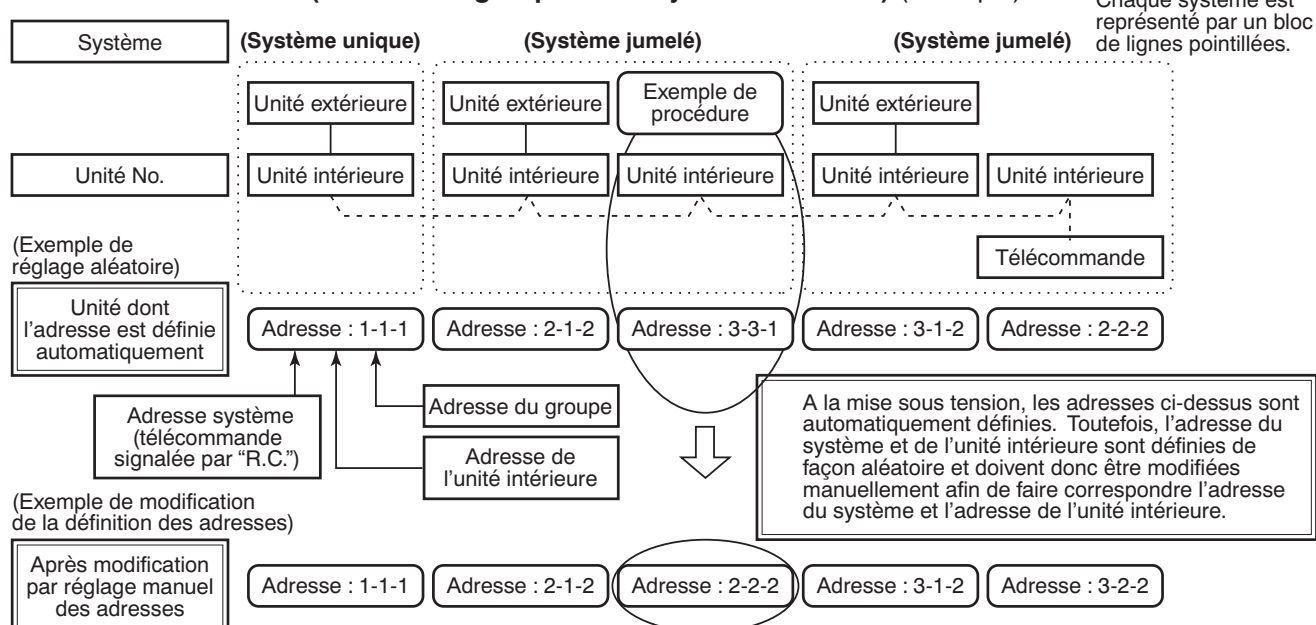 Chaque système est
représenté par un bloc
de lignes pointillées.
Système
(Système unique)
(Système jumelé)
(Système jumelé)
Unité extérieure
Unité extérieure
Exemple de
procédure
Unité extérieure
Unité No.
Unité intérieure
Unité intérieure
Unité intérieure
Unité intérieure
Unité intérieure
Télécommande
(Exemple de
réglage aléatoire)
Unité dont
l’adresse est définie
automatiquement
Adresse : 1-1-1
Adresse : 2-1-2
Adresse : 3-3-1
Adresse : 3-1-2
Adresse : 2-2-2
Adresse système
(télécommande
signalée par “R.C.”)
Adresse du groupe
Adresse de
l’unité intérieure
A la mise sous tension, les adresses ci-dessus sont
automatiquement définies. Toutefois, l’adresse du
système et de l’unité intérieure sont définies de
façon aléatoire et doivent donc être modifiées
manuellement afin de faire correspondre l’adresse
du système et l’adresse de l’unité intérieure.
(Exemple de modification
de la définition des adresses)
Après modification
par réglage manuel
des adresses
Adresse : 1-1-1
Adresse : 2-1-2
Adresse : 2-2-2
Adresse : 3-1-2
Adresse : 3-2-2